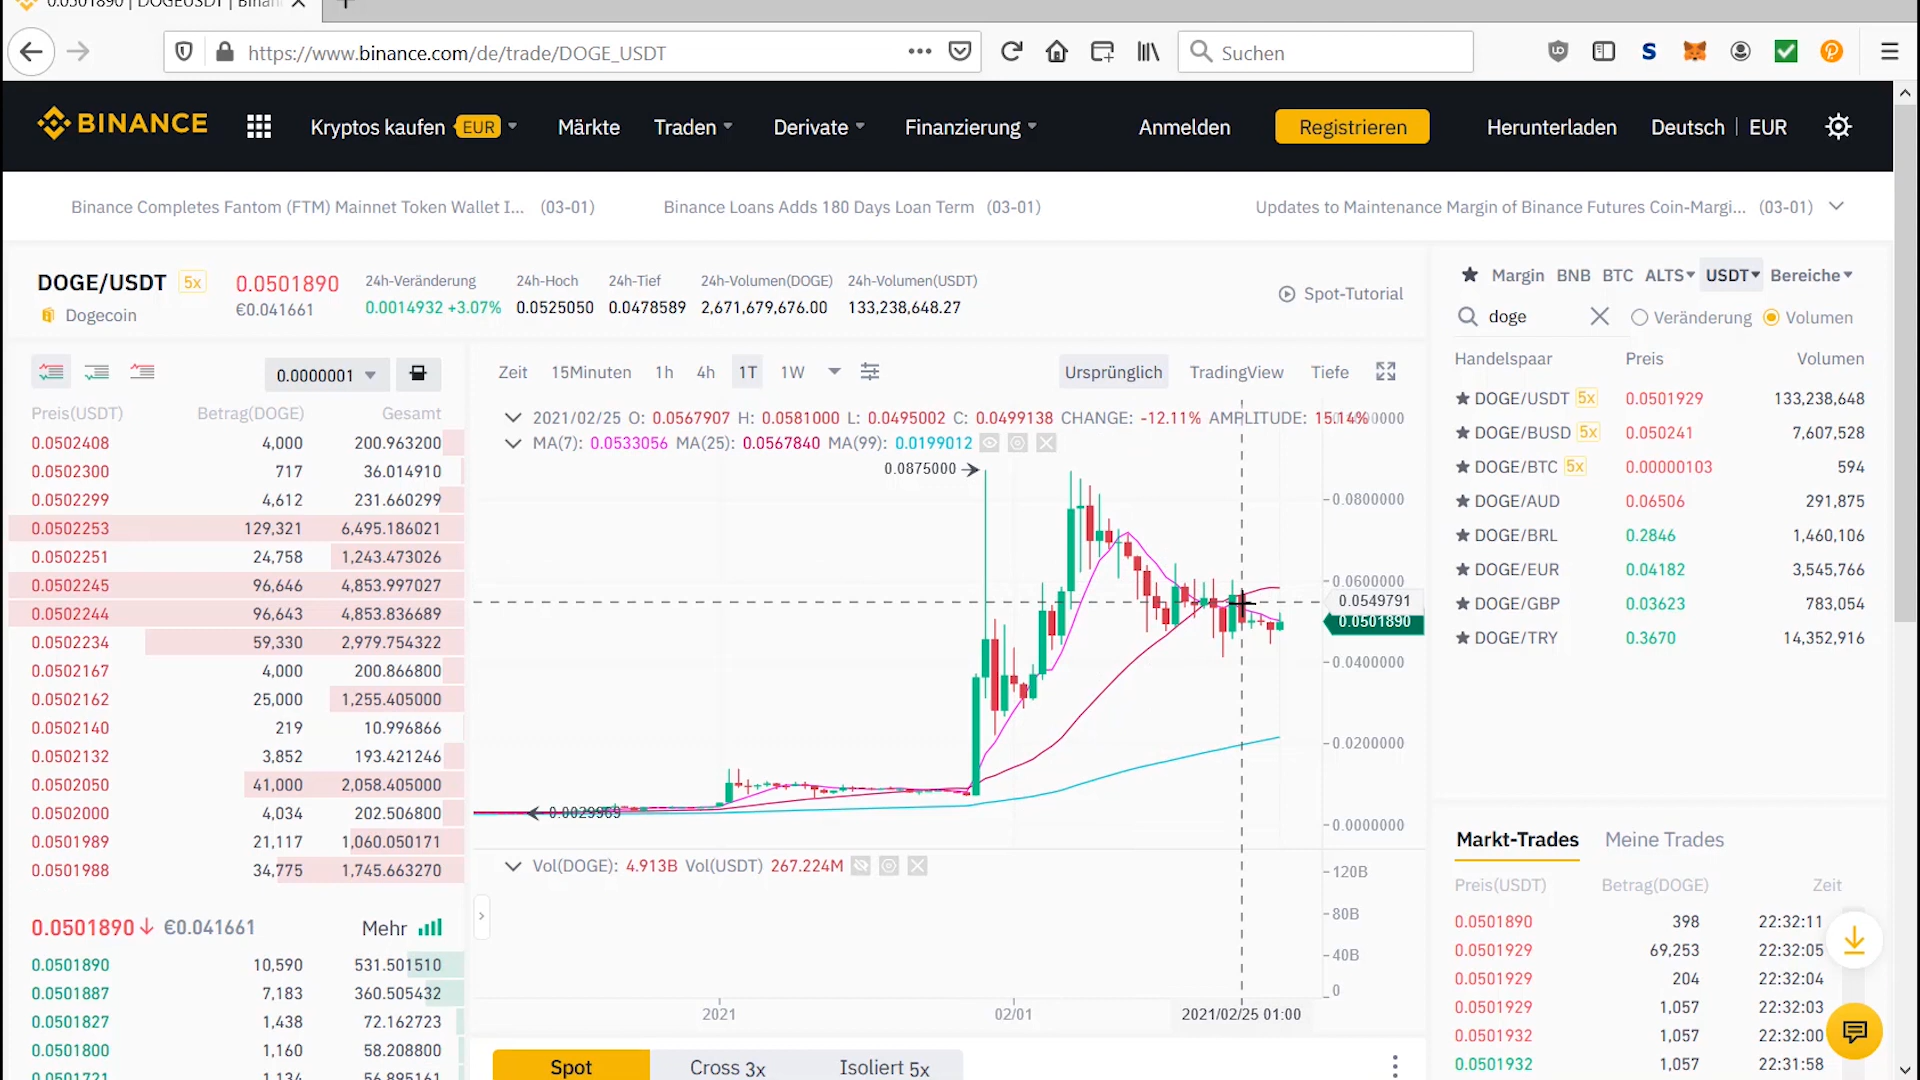 0.0501890 | DOGEUSDT | Binan
https://www.binance.com/de/trade/DOGE_USDT
Suchen
BINANCE
Kryptos kaufen EUR
Märkte
Traden
Derivate
Finanzierung
Anmelden
Registrieren
Herunterladen
Deutsch | EUR
Binance Completes Fantom (FTM) Mainnet Token Wallet I... (03-01)
Binance Loans Adds 180 Days Loan Term (03-01)
Updates to Maintenance Margin of Binance Futures Coin-Margi... (03-01)
DOGE/USDT 5x
Dogecoin
0.0501890
€0.041661
24h-Veränderung
0.0014932 +3.07%
24h-Hoch
0.0525050
24h-Tief
0.0478589
24h-Volumen(DOGE)
2,671,679,676.00
24h-Volumen(USDT)
133,238,648.27
Spot-Tutorial
0.0000001
Preis(USDT) Betrag(DOGE) Gesamt
0.0502408 4,000 200.963200
0.0502300 717 36.014910
0.0502299 4,612 231.660299
0.0502253 129,321 6,495.186021
0.0502251 24,758 1,243.473026
0.0502245 96,646 4,853.997027
0.0502244 96,643 4,853.836689
0.0502234 59,330 2,979.754322
0.0502167 4,000 200.866800
0.0502162 25,000 1,255.405000
0.0502140 219 10.996866
0.0502132 3,852 193.421246
0.0502050 41,000 2,058.405000
0.0502000 4,034 202.506800
0.0501989 21,117 1,060.050171
0.0501988 34,775 1,745.663270
0.0501890 €0.041661 Mehr
0.0501890 10,590 531.501510
0.0501887 7,183 360.505432
0.0501827 1,438 72.162723
0.0501800 1,160 58.208800
0.0501721 1,134 56.895161
Zeit 15Minuten 1h 4h 1T 1W
Ursprünglich TradingView Tiefe
2021/02/25 O: 0.0567907 H: 0.0581000 L: 0.0495002 C: 0.0499138 CHANGE: -12.11% AMPLITUDE: 15.14%
MA(7): 0.0533056 MA(25): 0.0567840 MA(99): 0.0199012
0.0875000
0.0029969
0.0800000
0.0600000
0.0549791
0.0501890
0.0400000
0.0200000
0.0000000
Vol(DOGE): 4.913B Vol(USDT) 267.224M
120B
80B
40B
0
2021 02/01 2021/02/25 01:00
Spot Cross 3x Isoliert 5x
Margin BNB BTC ALTS USDT Bereiche
doge
Veränderung Volumen
Handelspaar Preis Volumen
DOGE/USDT 5x 0.0501929 133,238,648
DOGE/BUSD 5x 0.050241 7,607,528
DOGE/BTC 5x 0.00000103 594
DOGE/AUD 0.06506 291,875
DOGE/BRL 0.2846 1,460,106
DOGE/EUR 0.04182 3,545,766
DOGE/GBP 0.03623 783,054
DOGE/TRY 0.3670 14,352,916
Markt-Trades Meine Trades
Preis(USDT) Betrag(DOGE) Zeit
0.0501890 398 22:32:11
0.0501929 69,253 22:32:05
0.0501929 204 22:32:04
0.0501929 1,057 22:32:03
0.0501932 1,057 22:32:00
0.0501932 1,057 22:31:58